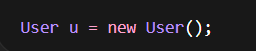 User u = new User();